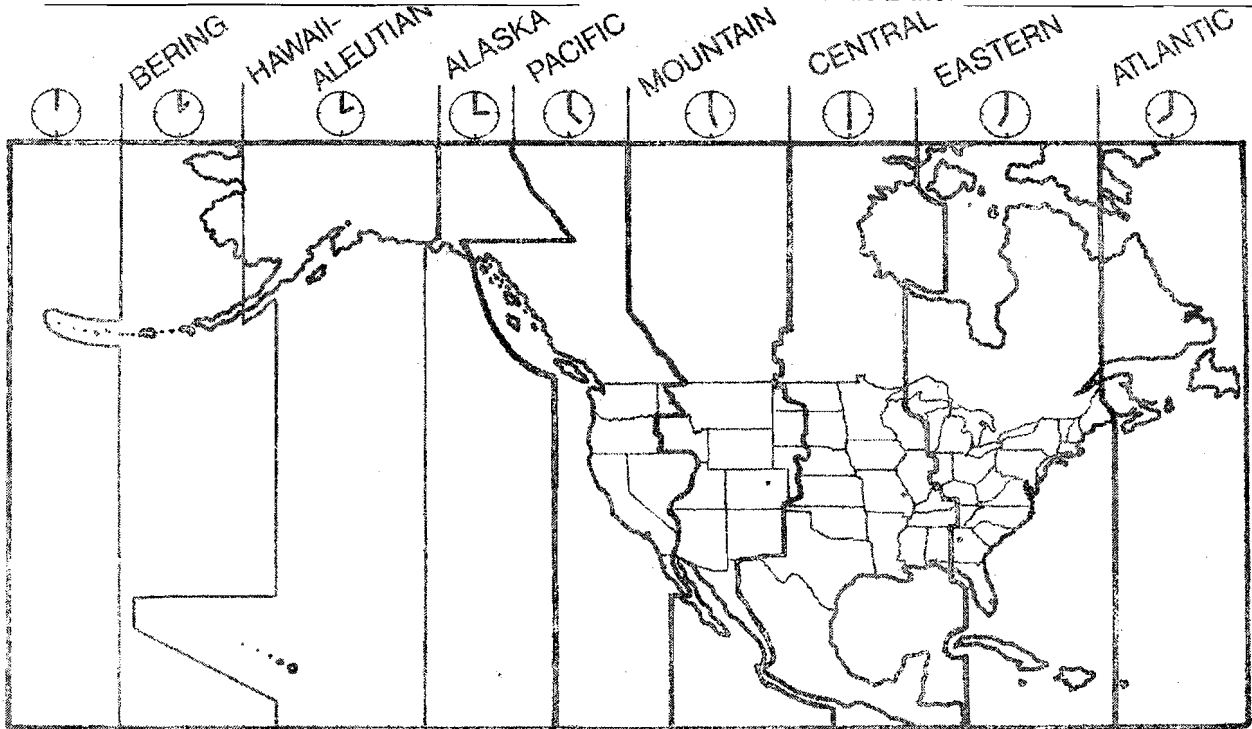 BERING
HAWAII-
ALEUTIAN
ALASKA
PACIFIC
MOUNTAIN
CENTRAL
EASTERN
ATLANTIC